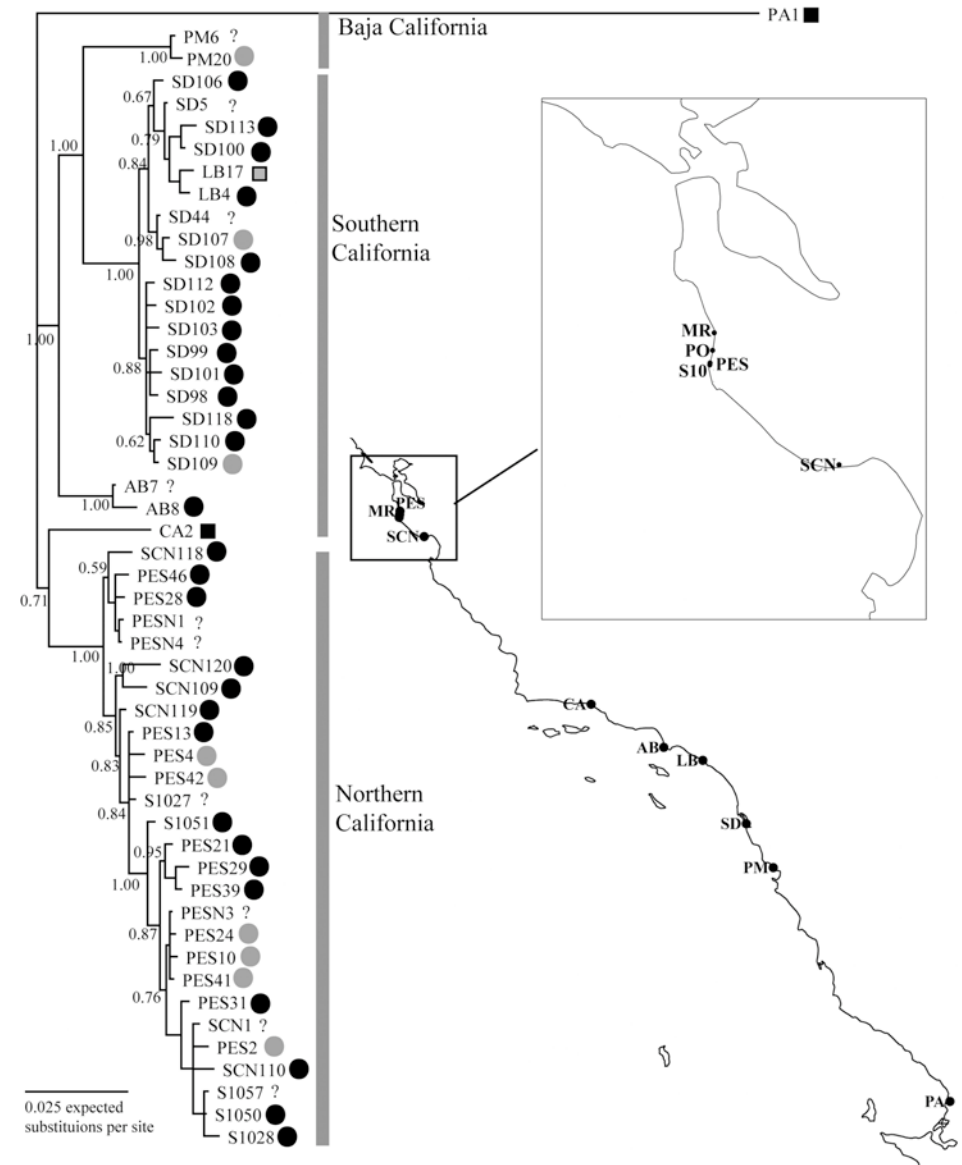 PA1
Baja California
PM6 ?
PM20
1.00
SD106
0.67
SD5 ?
SD113
0.79
SD100
1.00
0.84
LB17
LB4
SD44 ?
Southern
California
0.98
SD107
SD108
1.00
SD112
SD102
SD103
1.00
SD99
0.88
SD101
SD98
SD118
0.62
SD110
SD109
AB7 ?
1.00
AB8
CA2
SCN118
0.59
PES46
PES28
0.71
PESN1 ?
PESN4 ?
1.00
1.00
SCN120
SCN109
SCN119
0.85
PES13
PES4
0.83
PES42
S1027 ?
Northern
California
0.84
S1051
PES21
0.95
PES29
1.00
PES39
PESN3 ?
0.87
PES24
PES10
PES41
0.76
PES31
SCN1 ?
PES2
SCN110
S1057 ?
S1050
S1028
0.025 expected
substituions per site
MR
PO
S10 PES
SCN
PES
MR
SCN
CA
AB
LB
SD
PM
PA